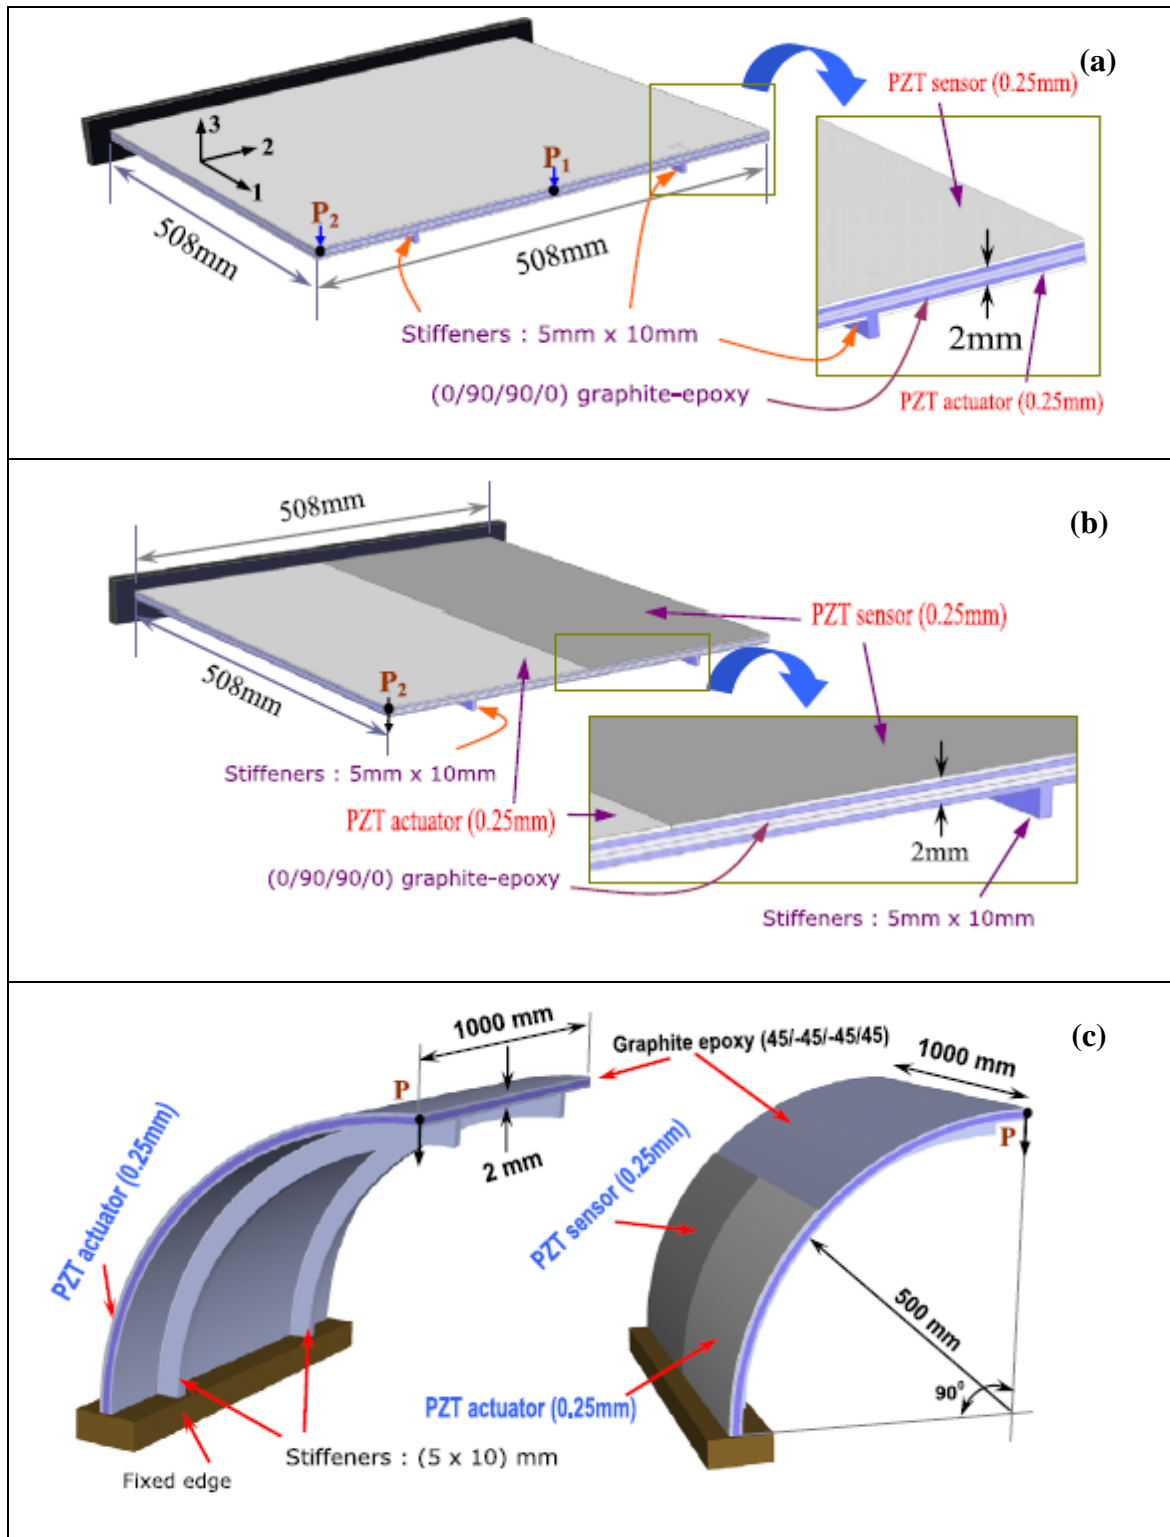 (a)
PZT sensor (0.25mm)
3
2
1
P1
P2
508mm
508mm
Stiffeners : 5mm x 10mm
2mm
(0/90/90/0) graphite-epoxy
PZT actuator (0.25mm)
(b)
508mm
PZT sensor (0.25mm)
508mm
P2
Stiffeners : 5mm x 10mm
PZT actuator (0.25mm)
2mm
(0/90/90/0) graphite-epoxy
Stiffeners : 5mm x 10mm
(c)
1000 mm
Graphite epoxy (45/-45/-45/45)
1000 mm
P
P
2 mm
PZT actuator (0.25mm)
PZT sensor (0.25mm)
500 mm
90⁰
PZT actuator (0.25mm)
Stiffeners : (5 x 10) mm
Fixed edge